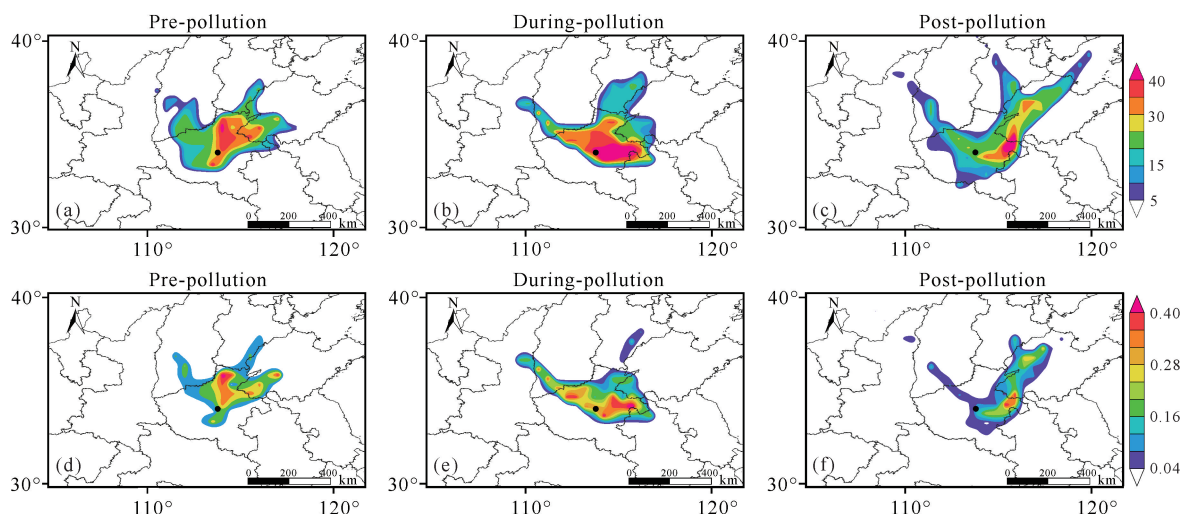 Pre-pollution
During-pollution
Post-pollution
40°
N
N
N
40
30
15
5
(a)
(b)
(c)
0 200 400
km
0 200 400
km
0 200 400
km
30°
110°
120°
110°
120°
110°
120°
Pre-pollution
During-pollution
Post-pollution
40°
40°
40°
N
N
N
0.40
0.28
0.16
0.04
(d)
(e)
(f)
0 200 400
km
0 200 400
km
0 200 400
km
30°
30°
30°
110°
120°
110°
120°
110°
120°
40°
40°
30°
30°